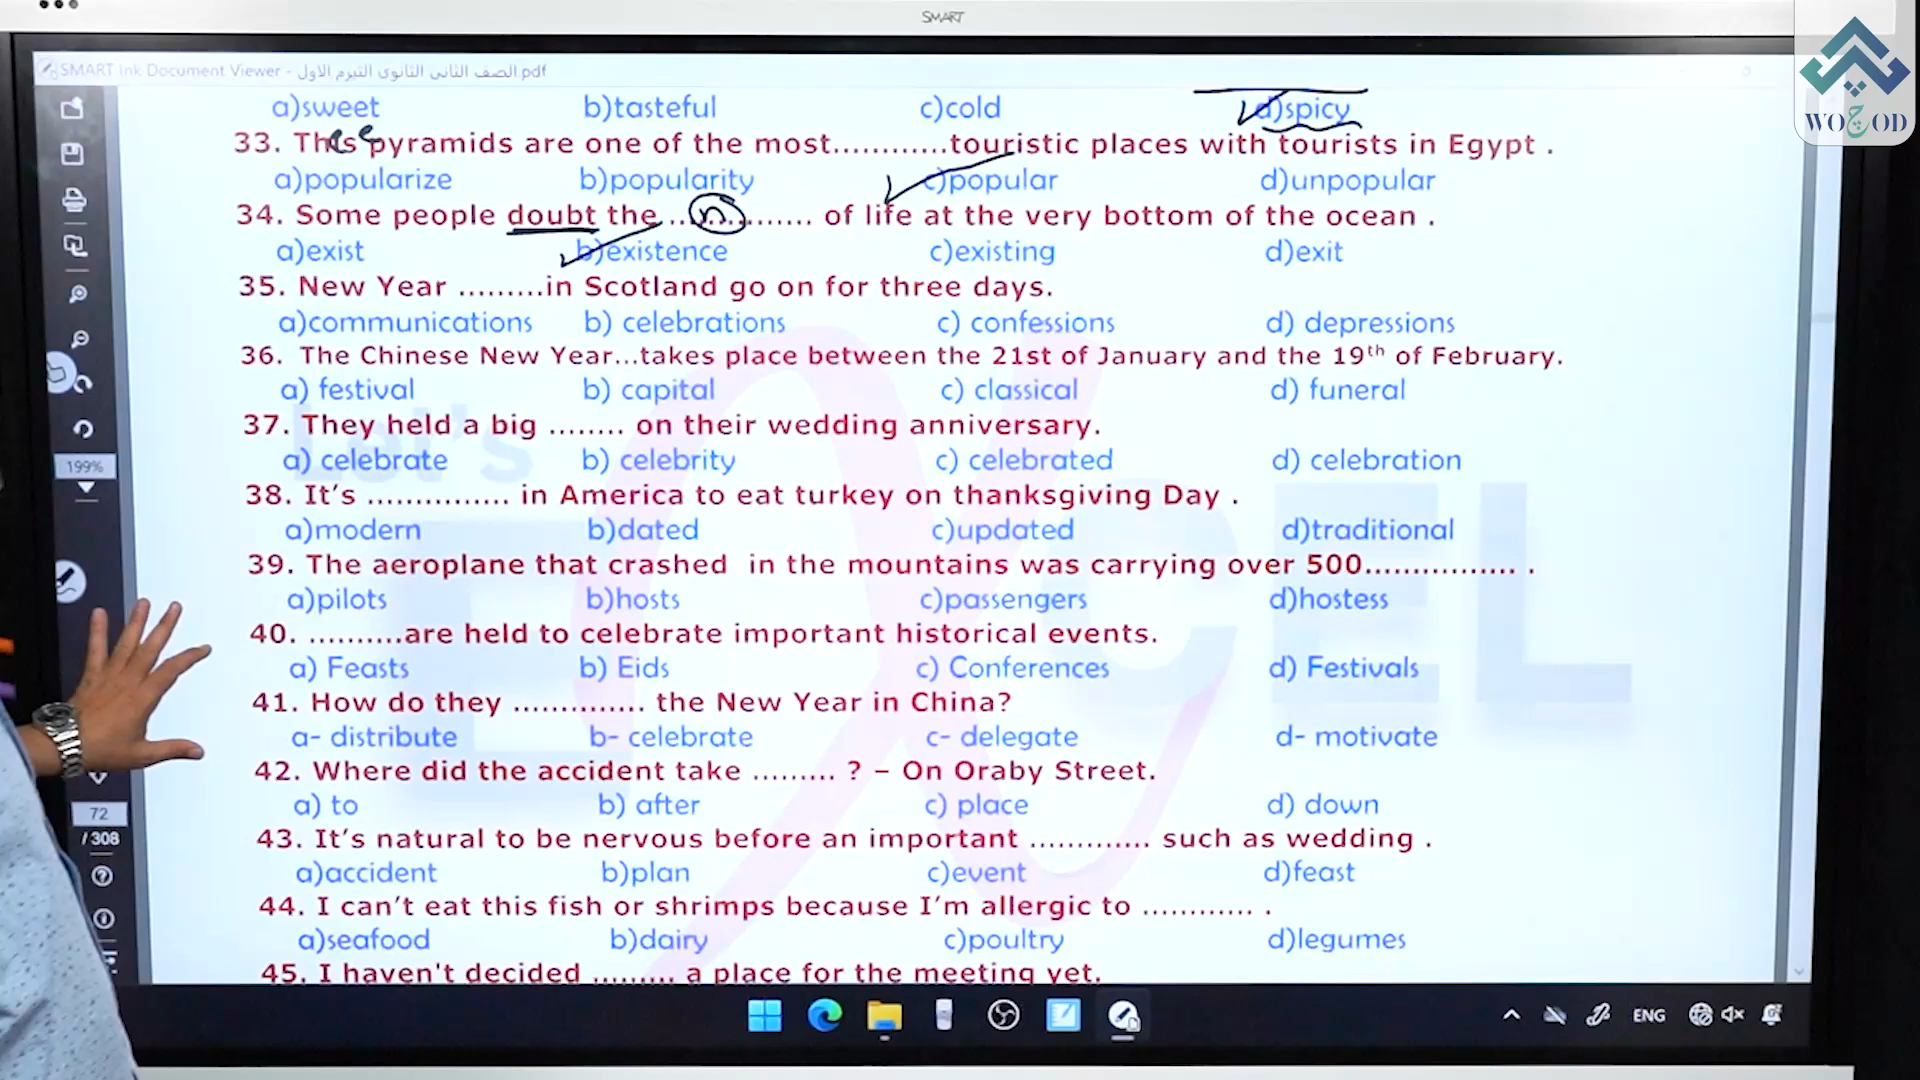 SMART
SMART Ink Document Viewer - الصف الثانى الثانوى التيرم الاول.pdf
WOجOD
a)sweet b)tasteful c)cold d)spicy
33. Thes pyramids are one of the most............touristic places with tourists in Egypt .
a)popularize b)popularity c)popular d)unpopular
34. Some people doubt the ....n............ of life at the very bottom of the ocean .
a)exist b)existence c)existing d)exit
35. New Year .........in Scotland go on for three days.
a)communications b) celebrations c) confessions d) depressions
36. The Chinese New Year...takes place between the 21st of January and the 19th of February.
a) festival b) capital c) classical d) funeral
37. They held a big ........ on their wedding anniversary.
a) celebrate b) celebrity c) celebrated d) celebration
38. It's ............... in America to eat turkey on thanksgiving Day .
a)modern b)dated c)updated d)traditional
39. The aeroplane that crashed in the mountains was carrying over 500................ .
a)pilots b)hosts c)passengers d)hostess
40. ..........are held to celebrate important historical events.
a) Feasts b) Eids c) Conferences d) Festivals
41. How do they .............. the New Year in China?
a- distribute b- celebrate c- delegate d- motivate
42. Where did the accident take ......... ? – On Oraby Street.
a) to b) after c) place d) down
43. It's natural to be nervous before an important ............. such as wedding .
a)accident b)plan c)event d)feast
44. I can't eat this fish or shrimps because I'm allergic to ............ .
a)seafood b)dairy c)poultry d)legumes
45. I haven't decided ......... a place for the meeting yet.
Let's
EXCEL
199%
72
/ 308
ENG